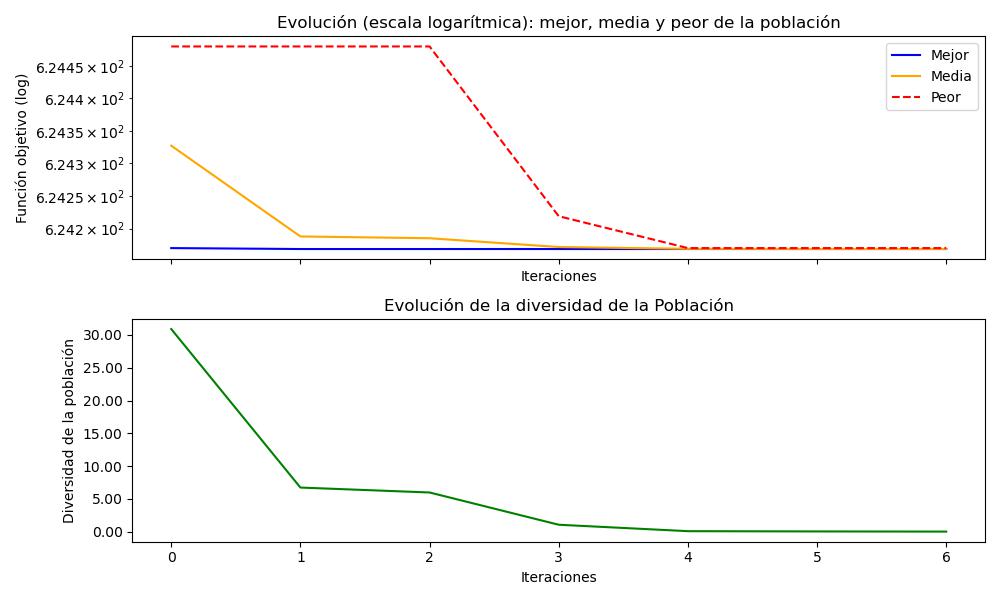 Evolución (escala logarítmica): mejor, media y peor de la población
Función objetivo (log)
6.2445 × 10²
6.244 × 10²
6.2435 × 10²
6.243 × 10²
6.2425 × 10²
6.242 × 10²
Mejor
Media
Peor
Iteraciones
Evolución de la diversidad de la Población
Diversidad de la población
30.00
25.00
20.00
15.00
10.00
5.00
0.00
0 1 2 3 4 5 6
Iteraciones